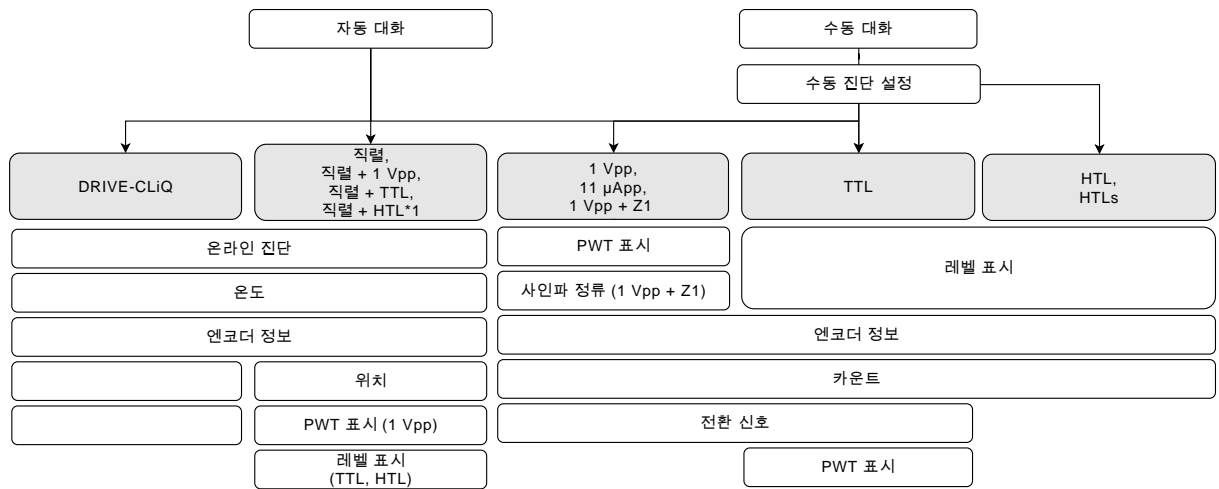 자동 대화
수동 대화
수동 진단 설정
DRIVE-CLiQ
직렬,
직렬 + 1 Vpp,
직렬 + TTL,
직렬 + HTL*1
1 Vpp,
11 µApp,
1 Vpp + Z1
TTL
HTL,
HTLs
온라인 진단
PWT 표시
레벨 표시
온도
사인파 정류 (1 Vpp + Z1)
엔코더 정보
엔코더 정보
위치
카운트
PWT 표시 (1 Vpp)
전환 신호
레벨 표시
(TTL, HTL)
PWT 표시